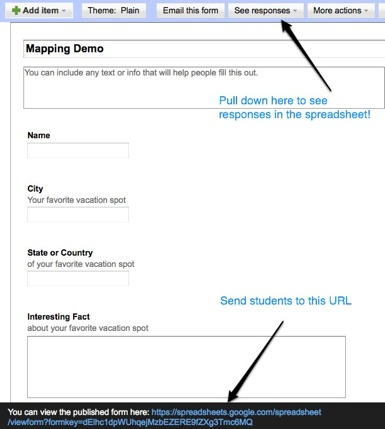 Add item Theme: Plain Email this form See responses More actions
Mapping Demo
You can include any text or info that will help people fill this out.
Pull down here to see
responses in the spreadsheet!
Name
City
Your favorite vacation spot
State or Country
of your favorite vacation spot
Send students to this URL
Interesting Fact
about your favorite vacation spot
You can view the published form here: https://spreadsheets.google.com/spreadsheet
/viewform?formkey=dElhc1dpWUhqejMzbEZERE9fZXg3Tmc6MQ